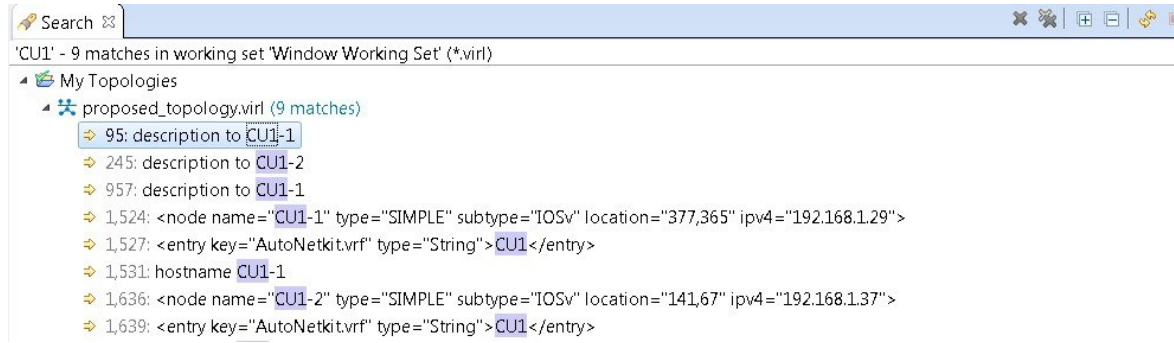 Search
'CU1' - 9 matches in working set 'Window Working Set' (*.virl)
My Topologies
proposed_topology.virl (9 matches)
95: description to CU1-1
245: description to CU1-2
957: description to CU1-1
1,524: <node name="CU1-1" type="SIMPLE" subtype="IOSv" location="377,365" ipv4="192.168.1.29">
1,527: <entry key="AutoNetkit.vrf" type="String">CU1</entry>
1,531: hostname CU1-1
1,636: <node name="CU1-2" type="SIMPLE" subtype="IOSv" location="141,67" ipv4="192.168.1.37">
1,639: <entry key="AutoNetkit.vrf" type="String">CU1</entry>